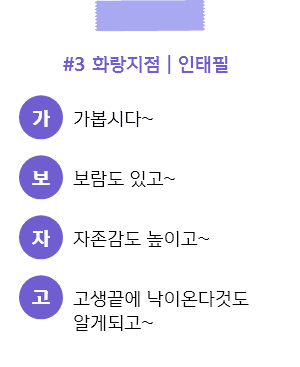 #3 화랑지점 | 인태필
가 가봅시다~
보 보람도 있고~
자 자존감도 높이고~
고 고생끝에 낙이온다것도
알게되고~